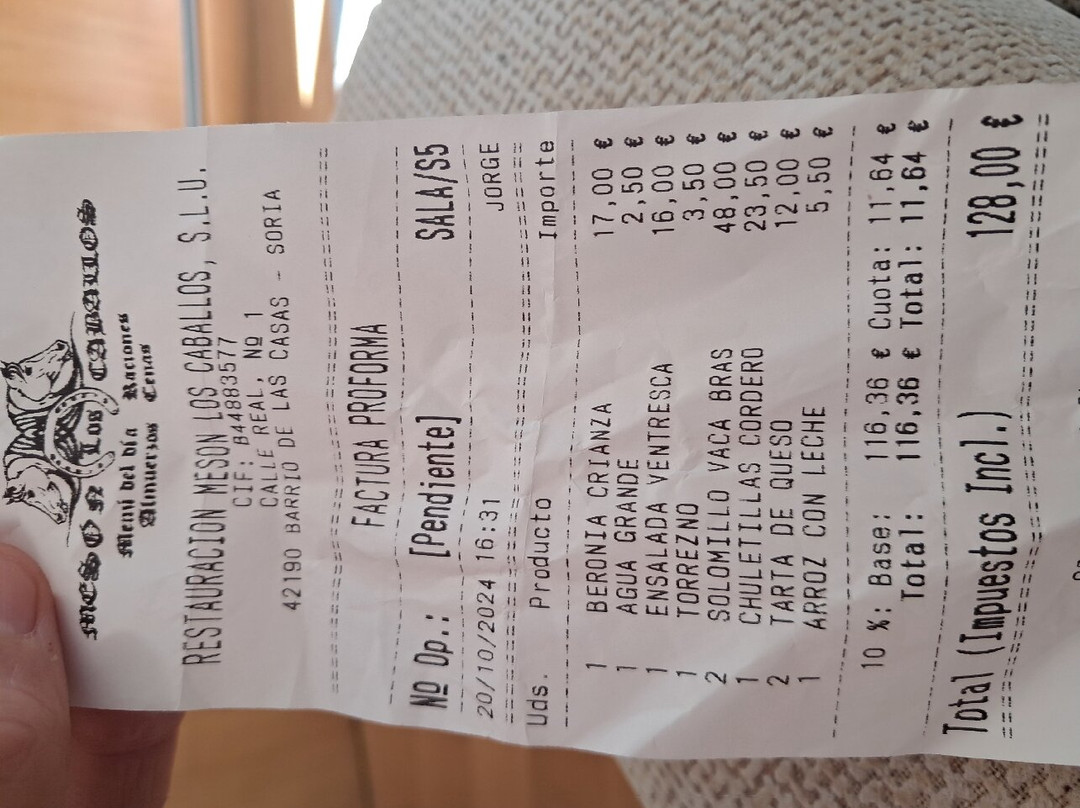 MESON Los CABALLOS
Menú del día Raciones
Almuerzos Cenas
RESTAURACION MESON LOS CABALLOS, S.L.U.
CIF: B44883577
CALLE REAL, Nº 1
42190 BARRIO DE LAS CASAS - SORIA
FACTURA PROFORMA
Nº Op.: [Pendiente] SALA/S5
20/10/2024 16:31 JORGE
Uds. Producto Importe
1 BERONIA CRIANZA 17,00 €
1 AGUA GRANDE 2,50 €
1 ENSALADA VENTRESCA 16,00 €
1 TORREZNO 3,50 €
2 SOLOMILLO VACA BRAS 48,00 €
1 CHULETILLAS CORDERO 23,50 €
2 TARTA DE QUESO 12,00 €
1 ARROZ CON LECHE 5,50 €
10 %: Base: 116,36 € Cuota: 11,64 €
Total: 116,36 € Total: 11,64 €
Total (Impuestos Incl.) 128,00 €